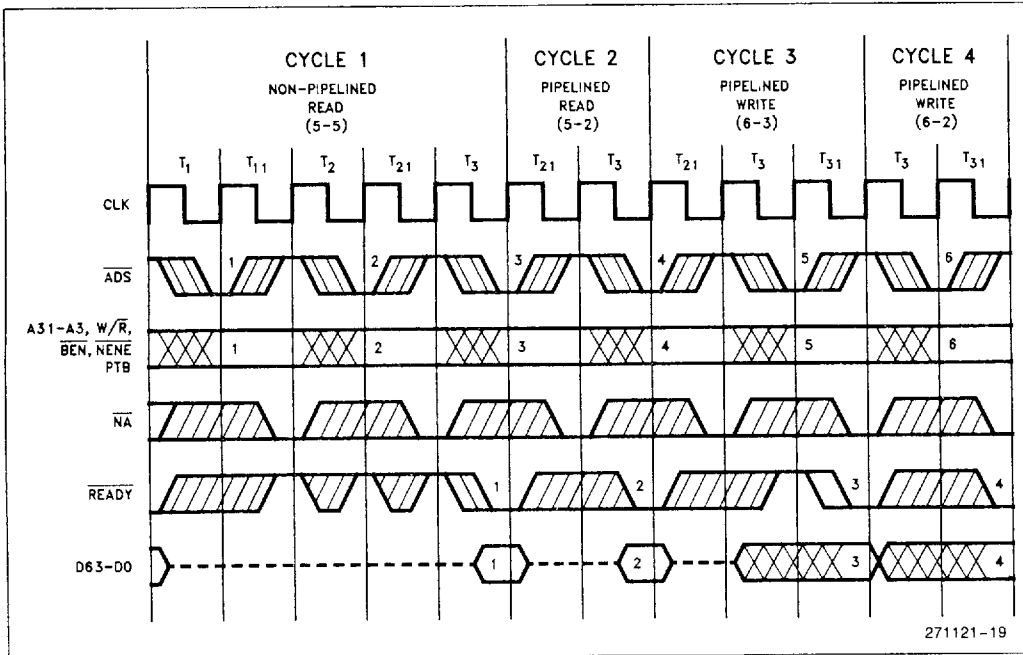 CYCLE 1
NON-PIPELINED
READ
(5-5)
CYCLE 2
PIPELINED
READ
(5-2)
CYCLE 3
PIPELINED
WRITE
(6-3)
CYCLE 4
PIPELINED
WRITE
(6-2)
T1 T11 T2 T21 T3 T21 T3 T21 T3 T31 T3 T31
CLK
ADS 1 2 3 4 5 6
A31-A3, W/R,
BEN, NENE
PTB
1 2 3 4 5 6
NA
READY 1 2 3 4
D63-D0 1 2 3 4
271121-19